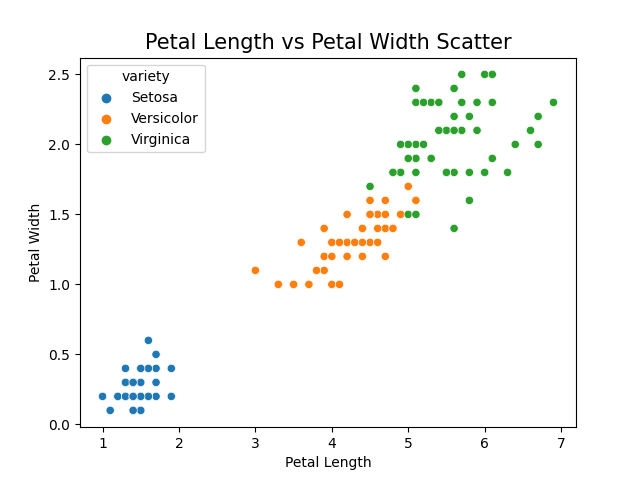 Petal Length vs Petal Width Scatter
variety
Setosa
Versicolor
Virginica
2.5
2.0
1.5
1.0
0.5
0.0
Petal Width
1 2 3 4 5 6 7
Petal Length